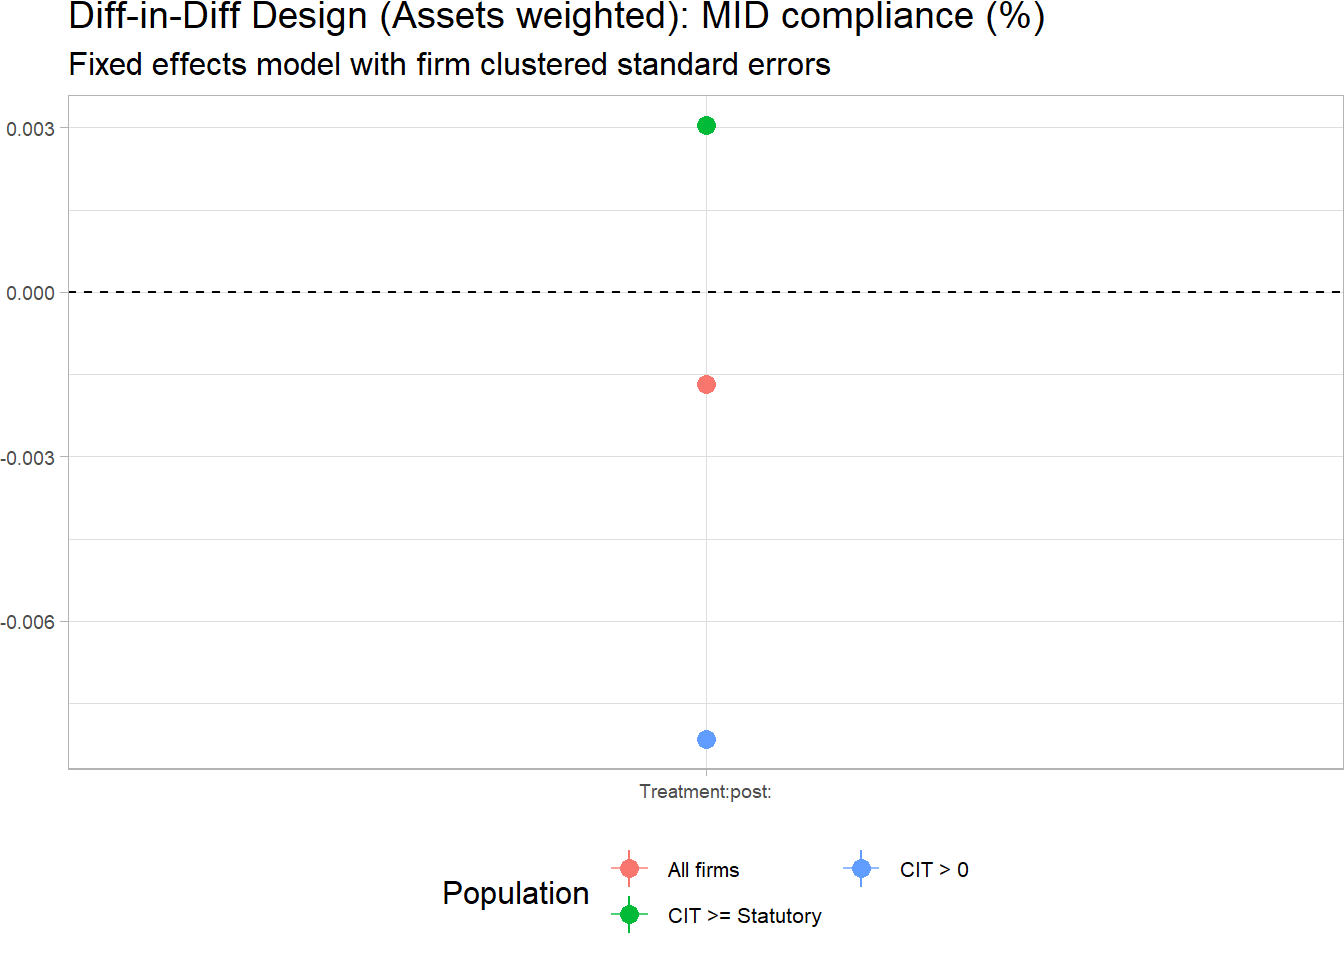 Diff-in-Diff Design (Assets weighted): MID compliance (%)
Fixed effects model with firm clustered standard errors
0.003
0.000
-0.003
-0.006
Treatment:post:
Population
All firms
CIT > 0
CIT >= Statutory